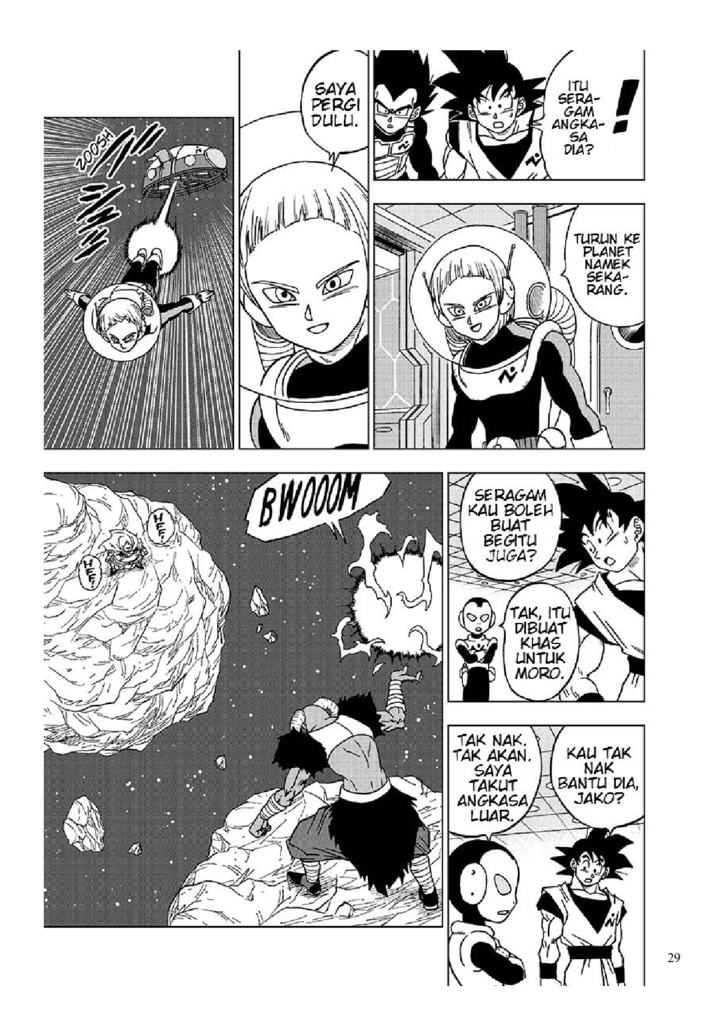 ITU
SERA-
GAM
ANGKA-
SA
DIA?
!
TURUN KE
PLANET
NAMEK
SEKA-
RANG.
SAYA
PERGI
DULU.
ZOOSH
SERAGAM
KAU BOLEH
BUAT
BEGITU
JUGA?
TAK, ITU
DIBUAT
KHAS
UNTUK
MORO.
KAU TAK
NAK
BANTU DIA,
JAKO?
TAK NAK.
TAK AKAN.
SAYA
TAKUT
ANGKASA
LUAR.
BWOOOM
HEE!
HEE!
29